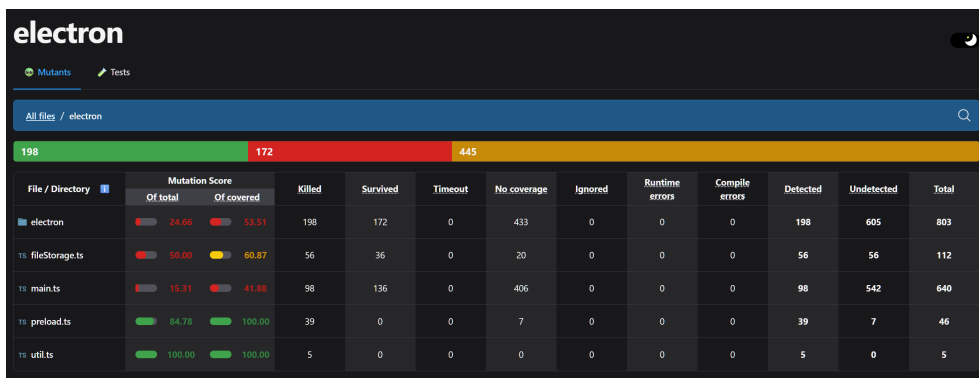 electron
Mutants Tests
All files / electron
198 172 445
File / Directory Mutation Score Killed Survived Timeout No coverage Ignored Runtime errors Compile errors Detected Undetected Total
Of total Of covered
electron 24.66 53.51 198 172 0 433 0 0 0 198 605 803
TS fileStorage.ts 50.00 60.87 56 36 0 20 0 0 0 56 56 112
TS main.ts 15.31 41.88 98 136 0 406 0 0 0 98 542 640
TS preload.ts 84.78 100.00 39 0 0 7 0 0 0 39 7 46
TS util.ts 100.00 100.00 5 0 0 0 0 0 0 5 0 5